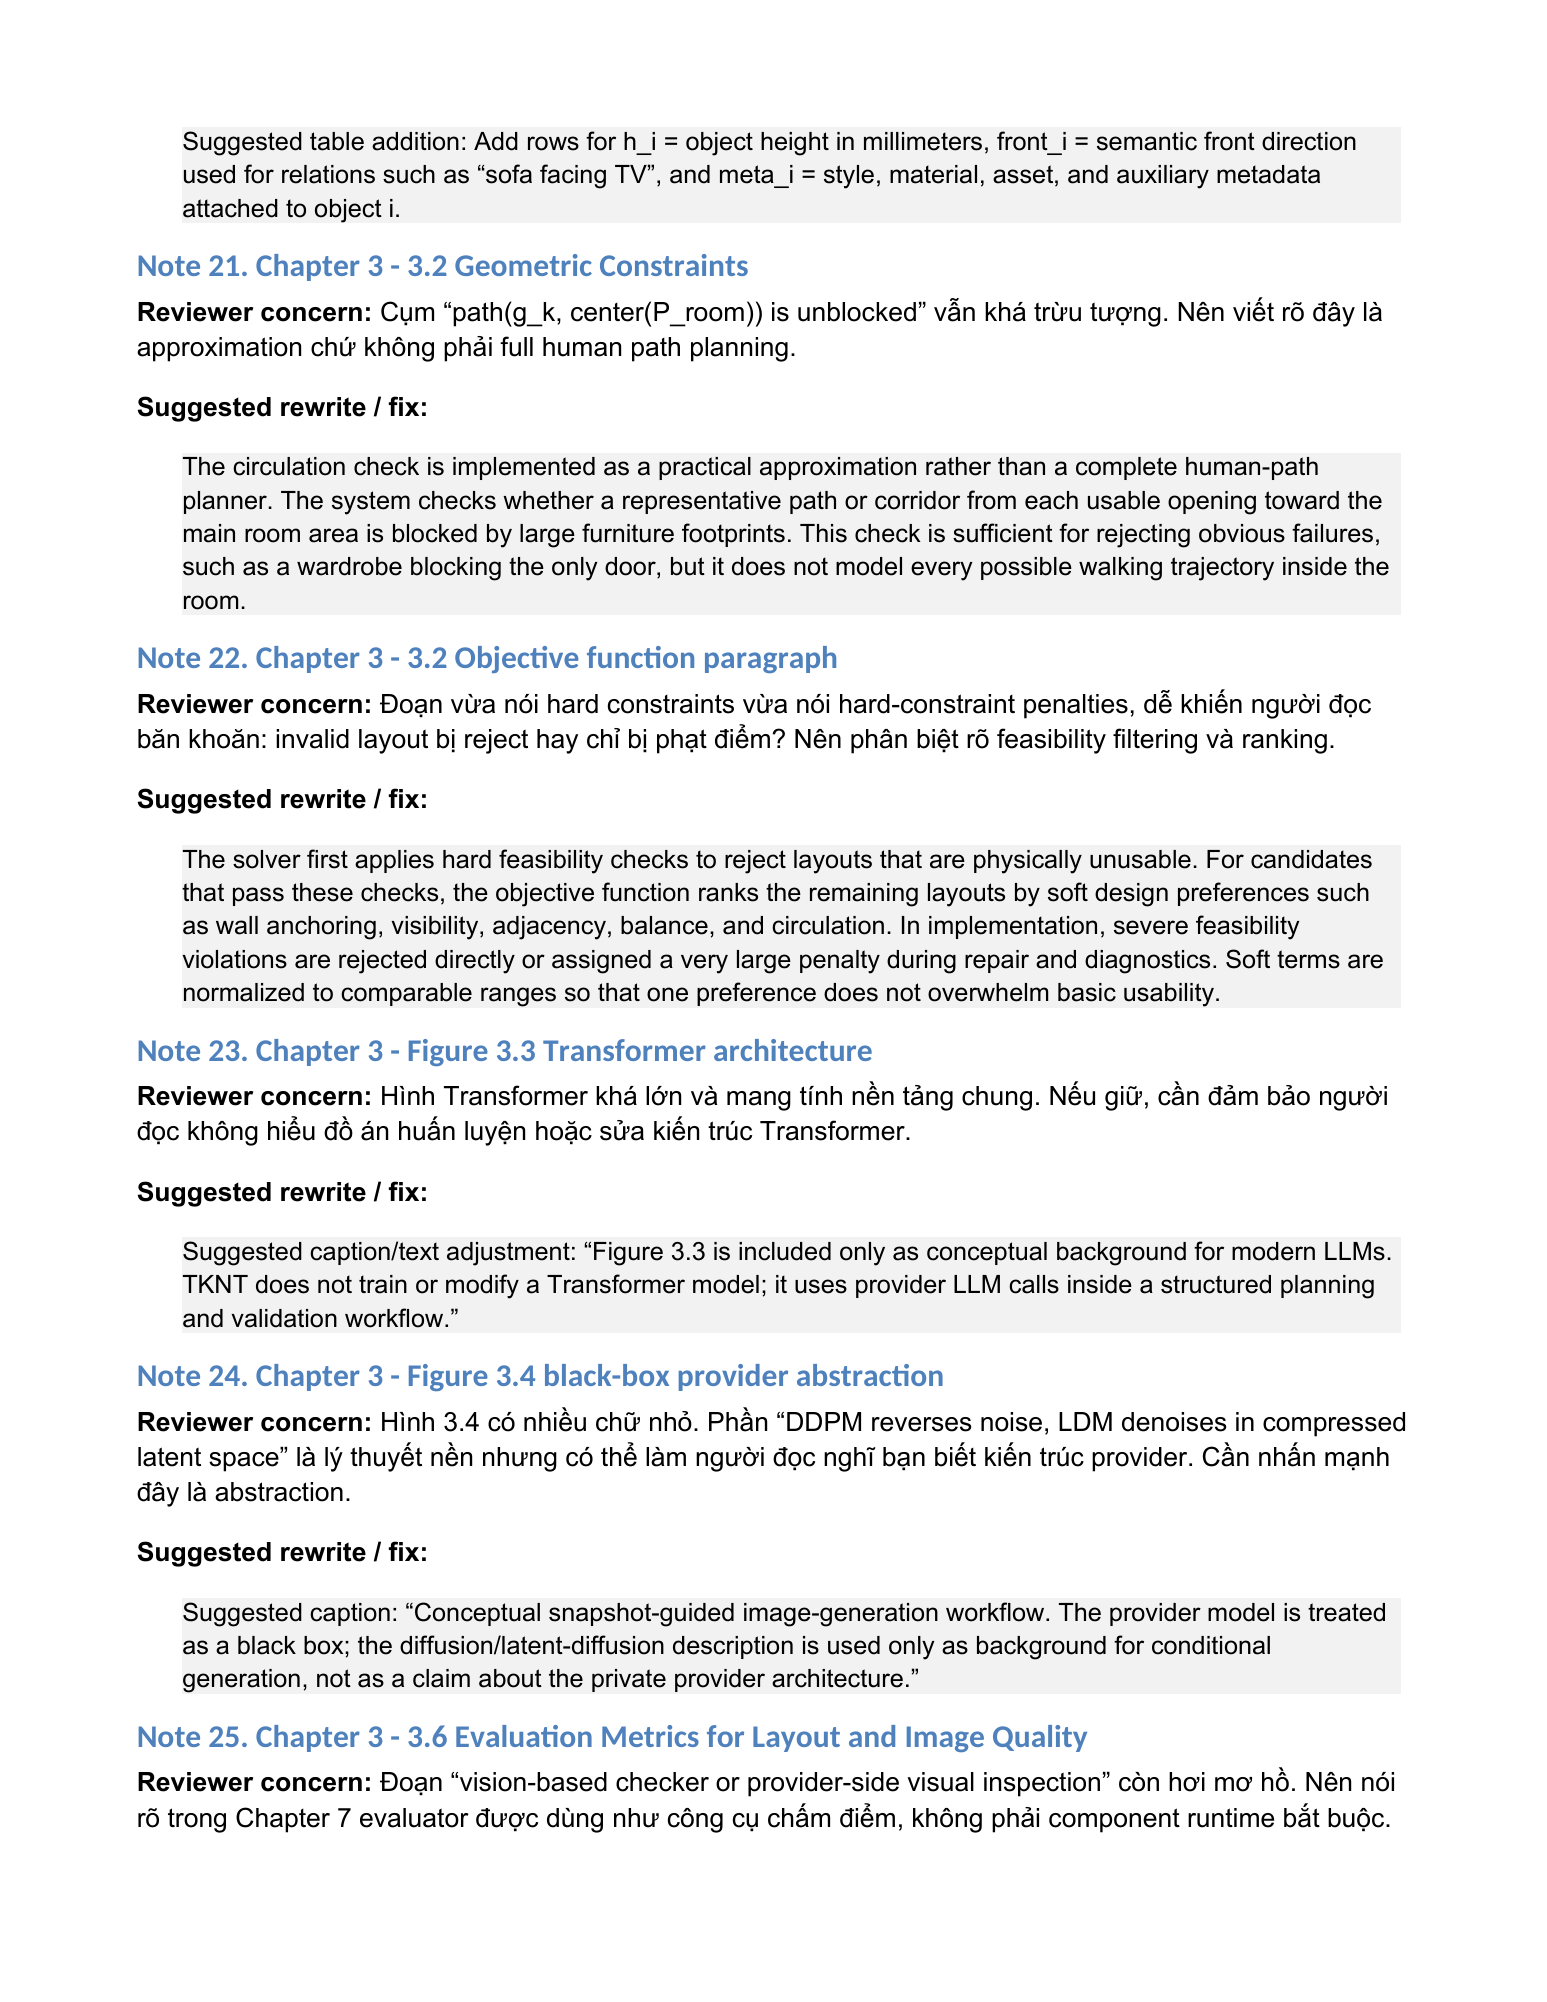 Suggested table addition: Add rows for h_i = object height in millimeters, front_i = semantic front direction
used for relations such as “sofa facing TV”, and meta_i = style, material, asset, and auxiliary metadata
attached to object i.
Note 21. Chapter 3 - 3.2 Geometric Constraints
Reviewer concern: Cụm “path(g_k, center(P_room)) is unblocked” vẫn khá trừu tượng. Nên viết rõ đây là
approximation chứ không phải full human path planning.
Suggested rewrite / fix:
The circulation check is implemented as a practical approximation rather than a complete human-path
planner. The system checks whether a representative path or corridor from each usable opening toward the
main room area is blocked by large furniture footprints. This check is sufficient for rejecting obvious failures,
such as a wardrobe blocking the only door, but it does not model every possible walking trajectory inside the
room.
Note 22. Chapter 3 - 3.2 Objective function paragraph
Reviewer concern: Đoạn vừa nói hard constraints vừa nói hard-constraint penalties, dễ khiến người đọc
băn khoăn: invalid layout bị reject hay chỉ bị phạt điểm? Nên phân biệt rõ feasibility filtering và ranking.
Suggested rewrite / fix:
The solver first applies hard feasibility checks to reject layouts that are physically unusable. For candidates
that pass these checks, the objective function ranks the remaining layouts by soft design preferences such
as wall anchoring, visibility, adjacency, balance, and circulation. In implementation, severe feasibility
violations are rejected directly or assigned a very large penalty during repair and diagnostics. Soft terms are
normalized to comparable ranges so that one preference does not overwhelm basic usability.
Note 23. Chapter 3 - Figure 3.3 Transformer architecture
Reviewer concern: Hình Transformer khá lớn và mang tính nền tảng chung. Nếu giữ, cần đảm bảo người
đọc không hiểu đồ án huấn luyện hoặc sửa kiến trúc Transformer.
Suggested rewrite / fix:
Suggested caption/text adjustment: “Figure 3.3 is included only as conceptual background for modern LLMs.
TKNT does not train or modify a Transformer model; it uses provider LLM calls inside a structured planning
and validation workflow.”
Note 24. Chapter 3 - Figure 3.4 black-box provider abstraction
Reviewer concern: Hình 3.4 có nhiều chữ nhỏ. Phần “DDPM reverses noise, LDM denoises in compressed
latent space” là lý thuyết nền nhưng có thể làm người đọc nghĩ bạn biết kiến trúc provider. Cần nhấn mạnh
đây là abstraction.
Suggested rewrite / fix:
Suggested caption: “Conceptual snapshot-guided image-generation workflow. The provider model is treated
as a black box; the diffusion/latent-diffusion description is used only as background for conditional
generation, not as a claim about the private provider architecture.”
Note 25. Chapter 3 - 3.6 Evaluation Metrics for Layout and Image Quality
Reviewer concern: Đoạn “vision-based checker or provider-side visual inspection” còn hơi mơ hồ. Nên nói
rõ trong Chapter 7 evaluator được dùng như công cụ chấm điểm, không phải component runtime bắt buộc.